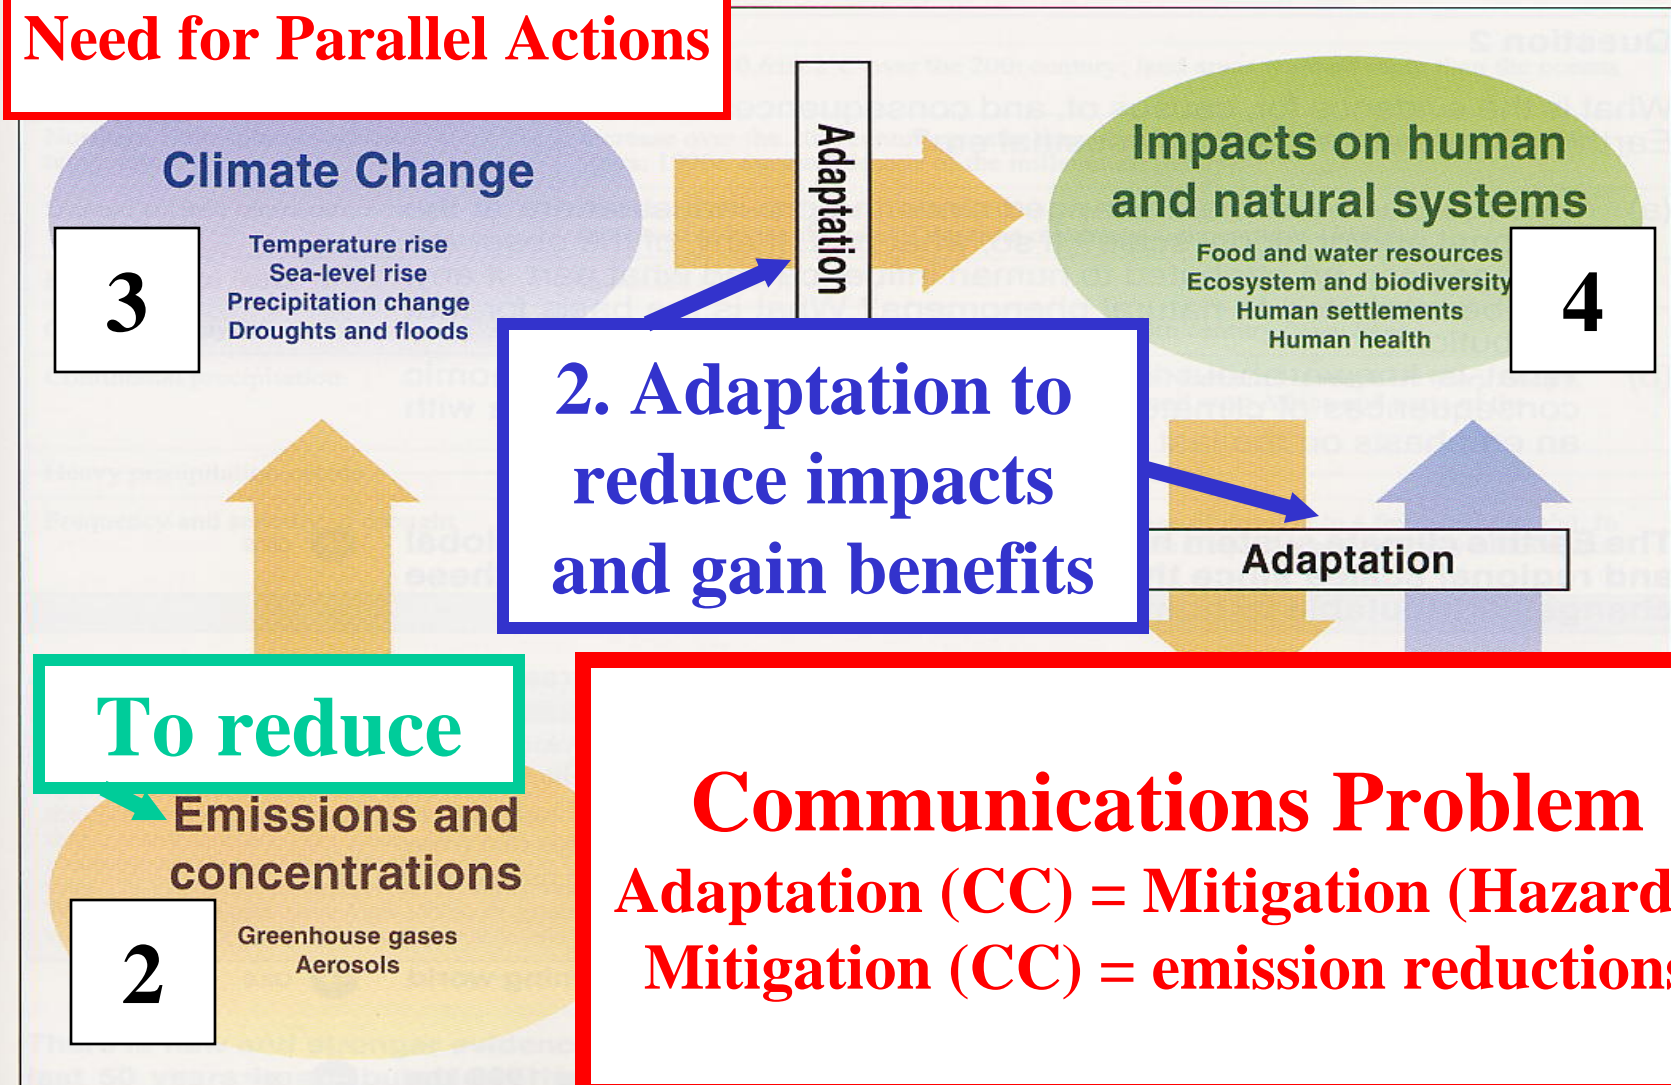 Need for Parallel Actions
Climate Change
Temperature rise
Sea-level rise
Precipitation change
Droughts and floods
3
Adaptation
Impacts on human
and natural systems
Food and water resources
Ecosystem and biodiversity
Human settlements
Human health
4
2. Adaptation to
reduce impacts
and gain benefits
Adaptation
To reduce
Emissions and
concentrations
Greenhouse gases
Aerosols
2
Communications Problem
Adaptation (CC) = Mitigation (Hazard
Mitigation (CC) = emission reductions